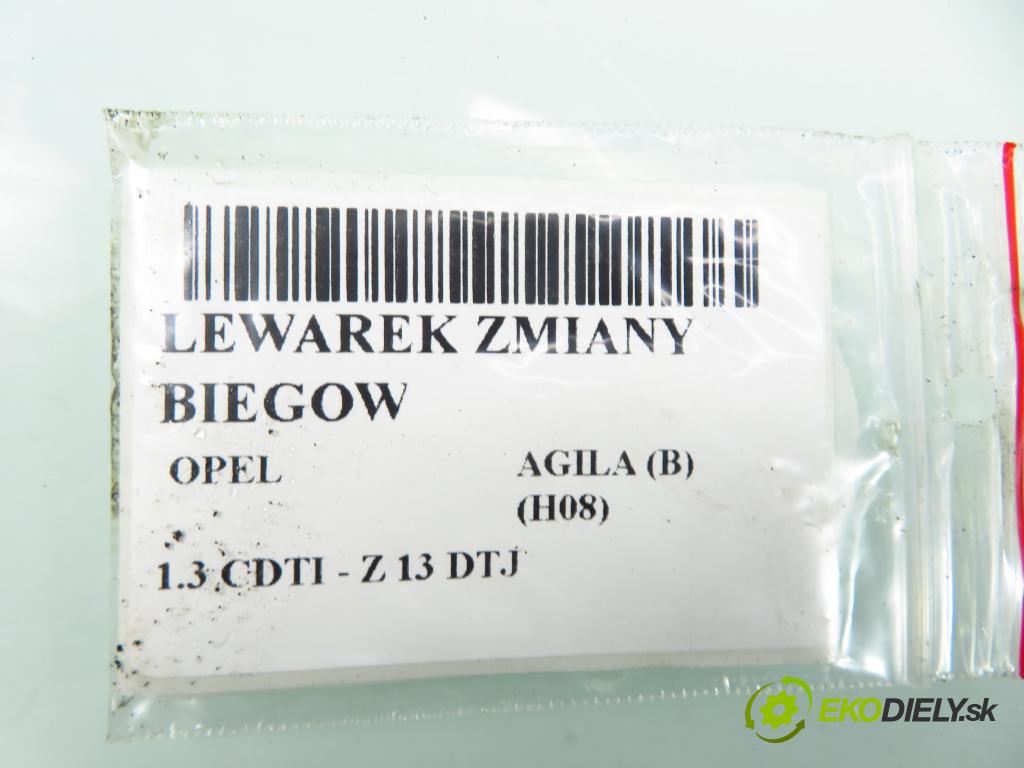 LEWAREK ZMIANY
BIEGOW
OPEL AGILA (B)
(H08)
1.3 CDTI - Z 13 DTJ
EKODIELY.sk